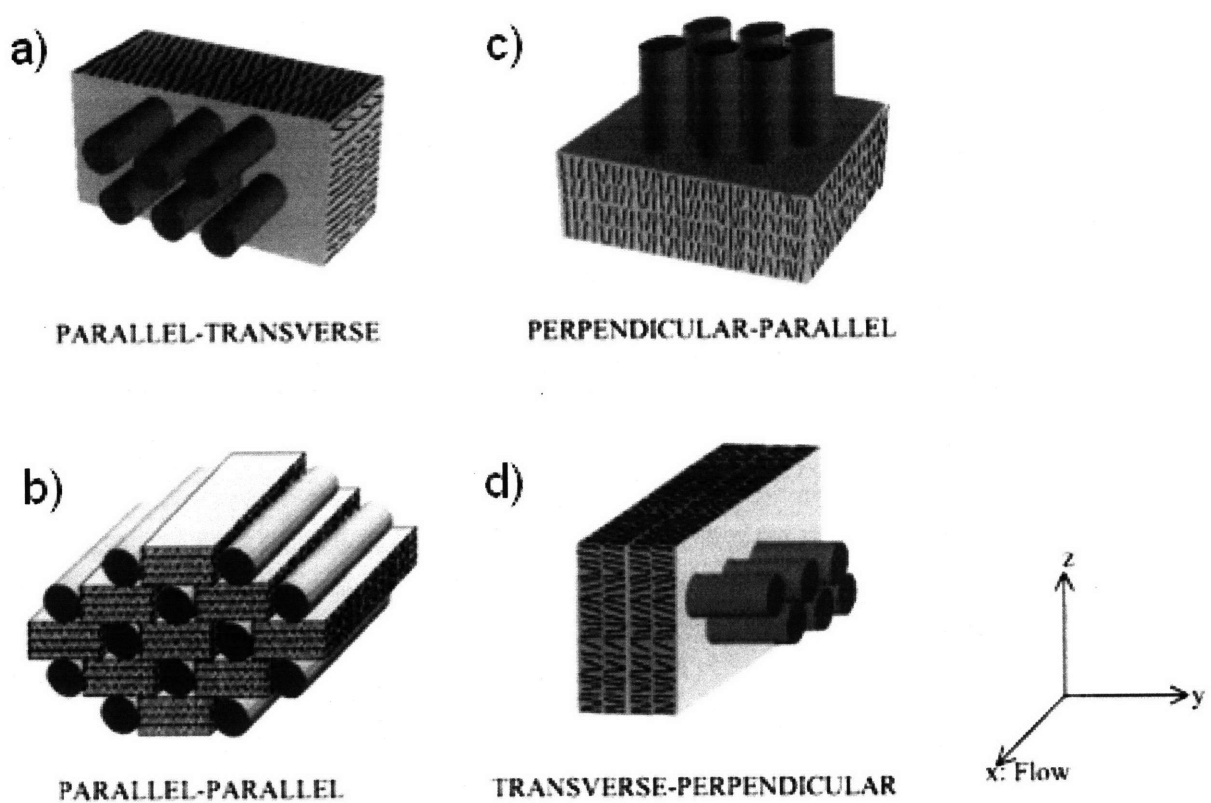 a)
PARALLEL-TRANSVERSE
c)
PERPENDICULAR-PARALLEL
b)
PARALLEL-PARALLEL
d)
TRANSVERSE-PERPENDICULAR
z
y
x: Flow